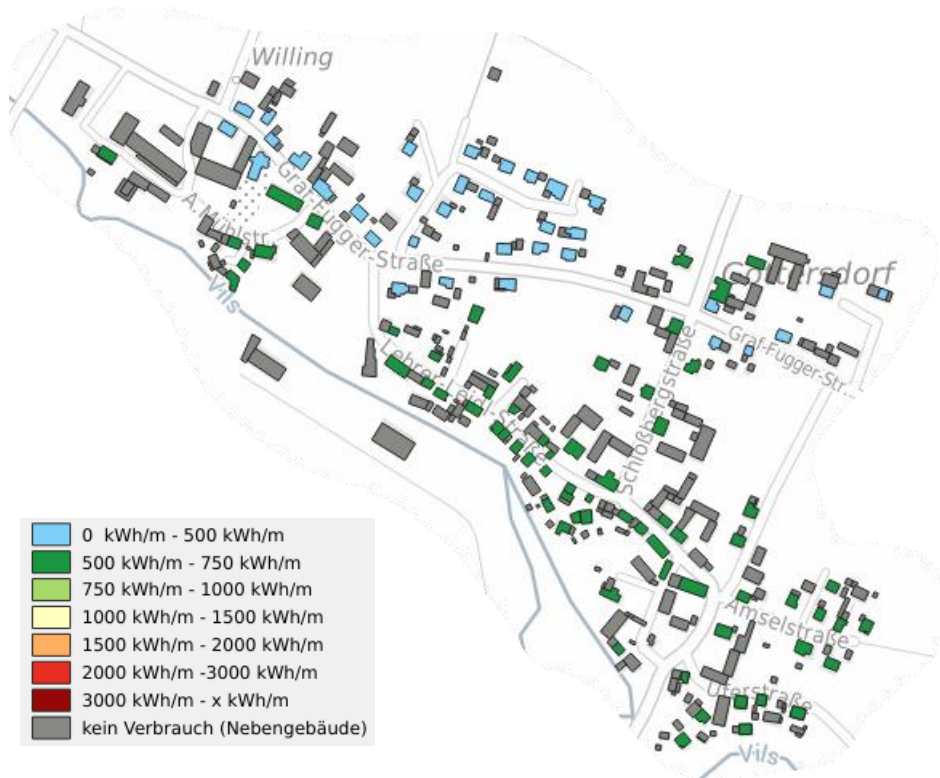 Willing
Graf-Fugger-Straße
A.Mühlstr.
Vils
Gottersdorf
Graf-Fugger-Str...
Lehrer-Leidl-Straße
Schloßbergstraße
Amselstraße
Uferstraße
Vils
0 kWh/m - 500 kWh/m
500 kWh/m - 750 kWh/m
750 kWh/m - 1000 kWh/m
1000 kWh/m - 1500 kWh/m
1500 kWh/m - 2000 kWh/m
2000 kWh/m -3000 kWh/m
3000 kWh/m - x kWh/m
kein Verbrauch (Nebengebäude)